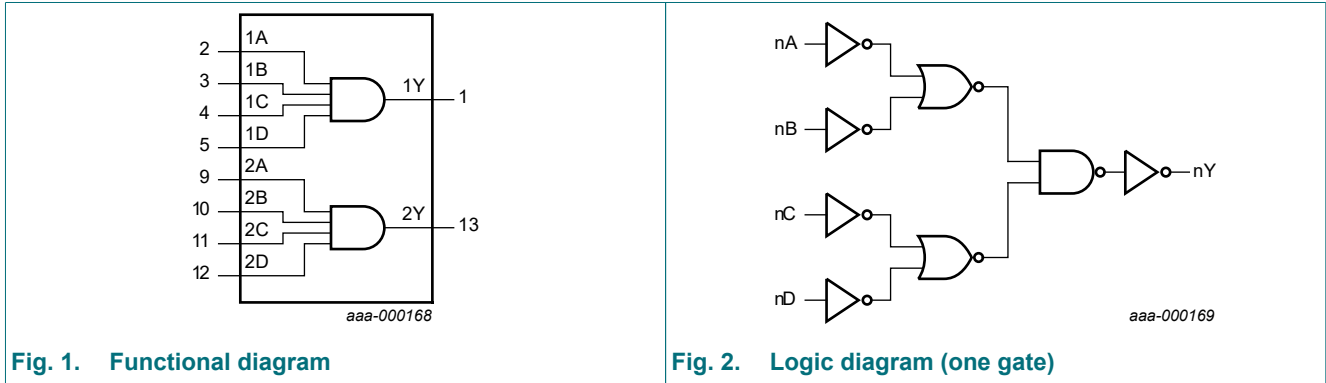 1A
2
1B
3
1Y
1
1C
4
1D
5
2A
9
2B
10
2Y
13
2C
11
2D
12
aaa-000168
Fig. 1. Functional diagram
nA
nB
nY
nC
nD
aaa-000169
Fig. 2. Logic diagram (one gate)